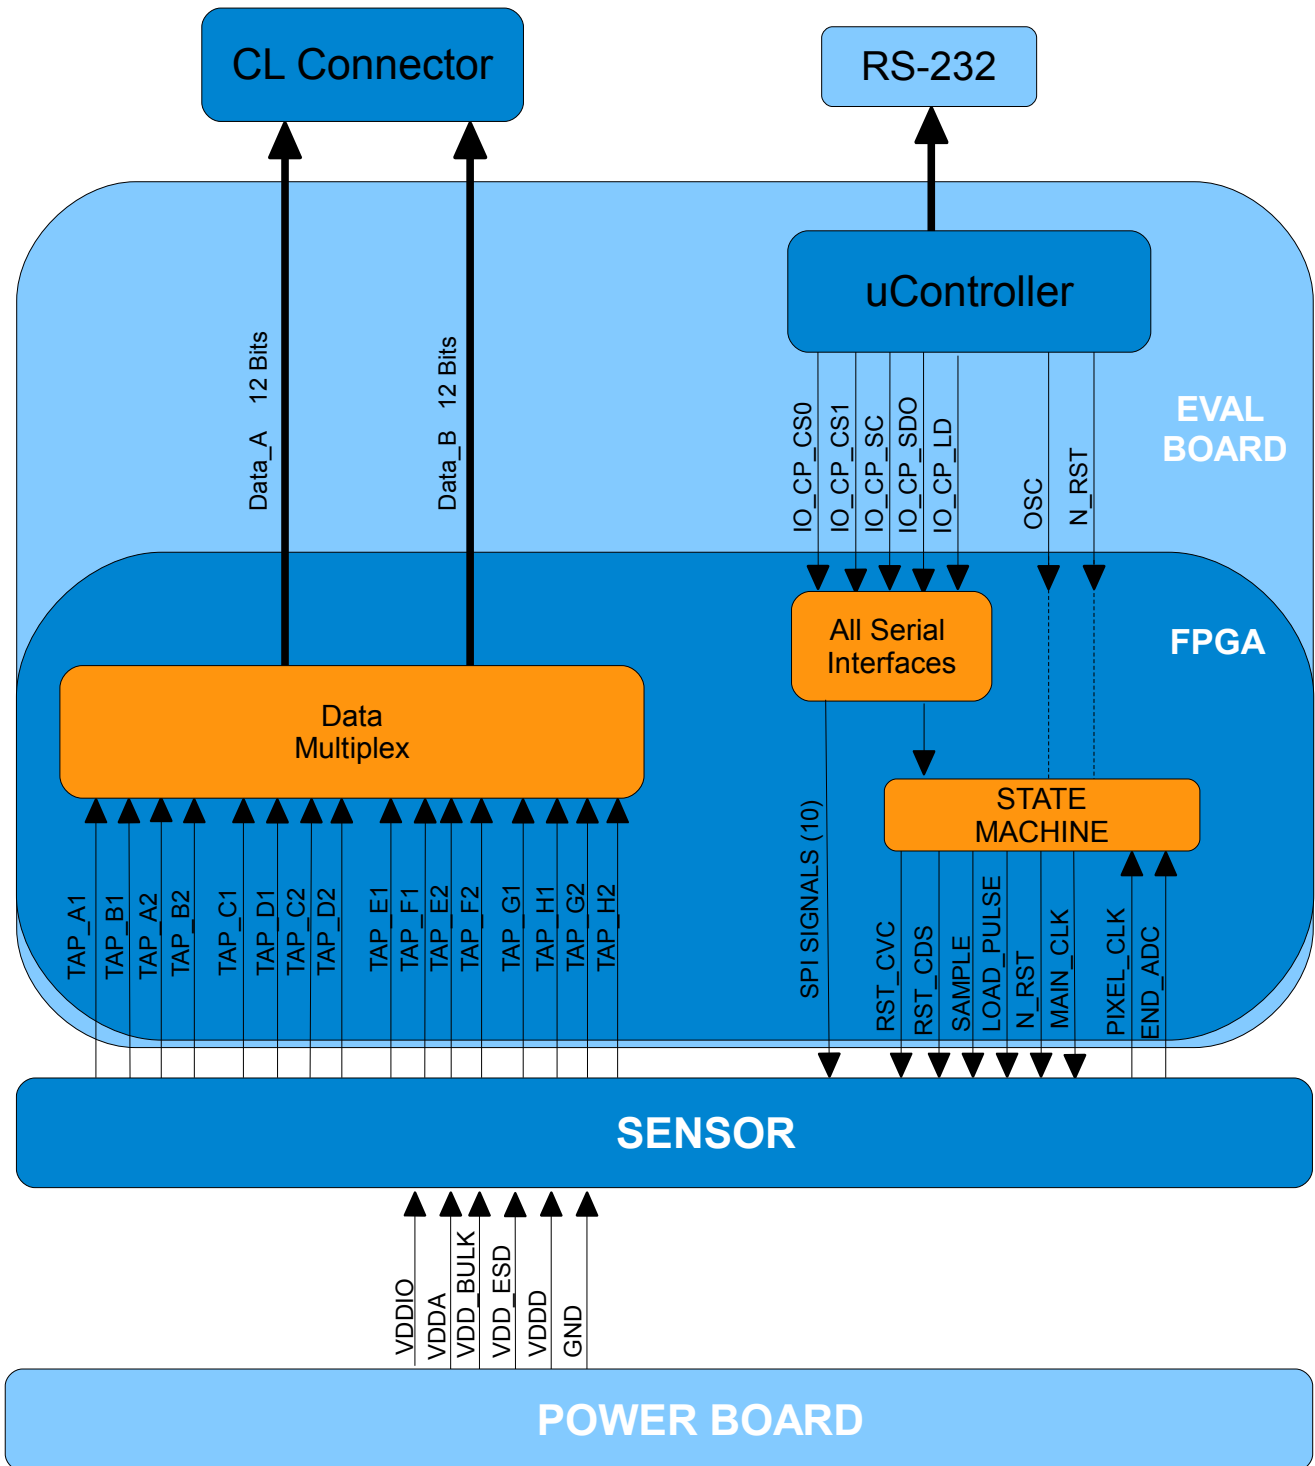 CL Connector
RS-232
uController
Data_A 12 Bits
Data_B 12 Bits
IO_CP_CS0
IO_CP_CS1
IO_CP_SC
IO_CP_SDO
IO_CP_LD
OSC
N_RST
EVAL
BOARD
FPGA
All Serial
Interfaces
Data
Multiplex
STATE
MACHINE
TAP_A1
TAP_B1
TAP_A2
TAP_B2
TAP_C1
TAP_D1
TAP_C2
TAP_D2
TAP_E1
TAP_F1
TAP_E2
TAP_F2
TAP_G1
TAP_H1
TAP_G2
TAP_H2
SPI SIGNALS (10)
RST_CVC
RST_CDS
SAMPLE
LOAD_PULSE
N_RST
MAIN_CLK
PIXEL_CLK
END_ADC
SENSOR
VDDIO
VDDA
VDD_BULK
VDD_ESD
VDDD
GND
POWER BOARD